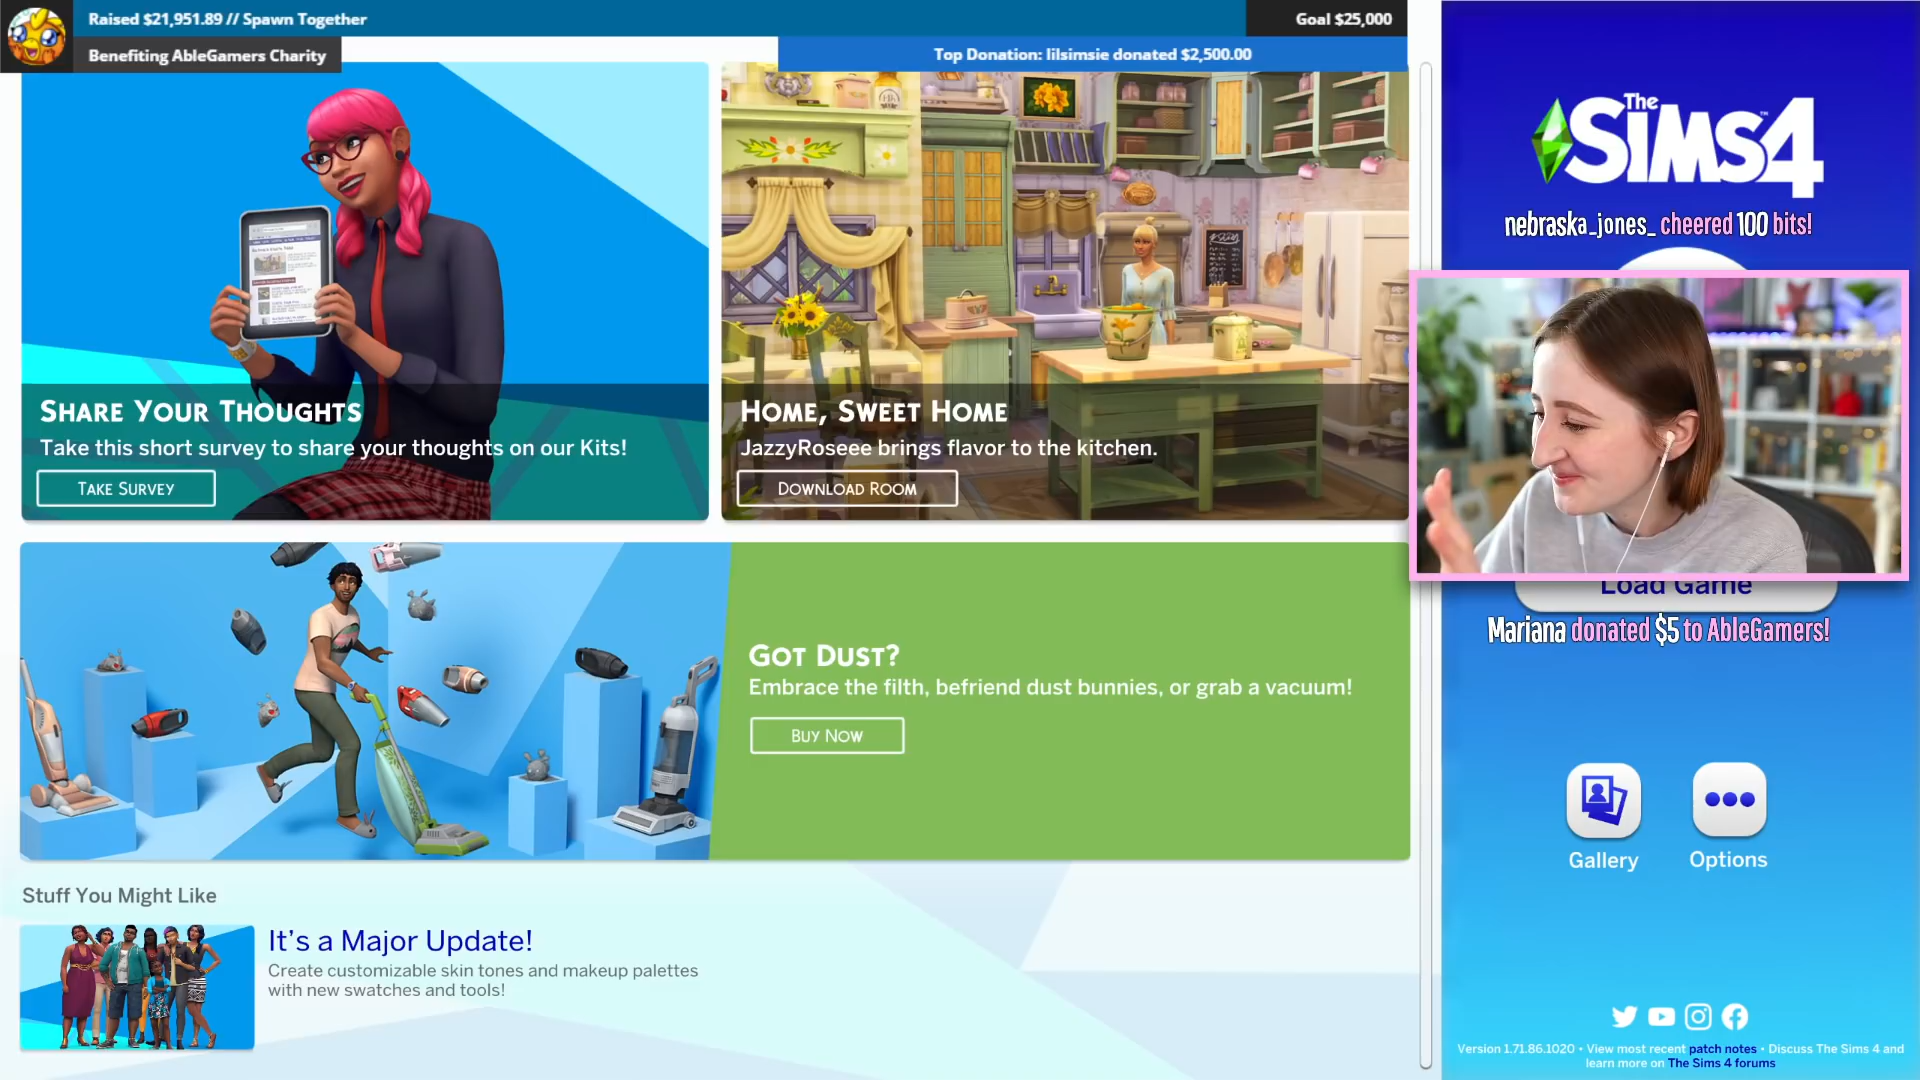 Raised $21,951.89 // Spawn Together
Goal $25,000
Benefiting AbleGamers Charity
Top Donation: lilsimsie donated $2,500.00
Share Your Thoughts
Take this short survey to share your thoughts on our Kits!
Take Survey
Home, Sweet Home
JazzyRoseee brings flavor to the kitchen.
Download Room
Got Dust?
Embrace the filth, befriend dust bunnies, or grab a vacuum!
Buy Now
Stuff You Might Like
It's a Major Update!
Create customizable skin tones and makeup palettes
with new swatches and tools!
The
SiMS4
nebraska_jones_ cheered 100 bits!
Load Game
Mariana donated $5 to AbleGamers!
Gallery
Options
Version 1.71.86.1020 • View most recent patch notes • Discuss The Sims 4 and
learn more on The Sims 4 forums